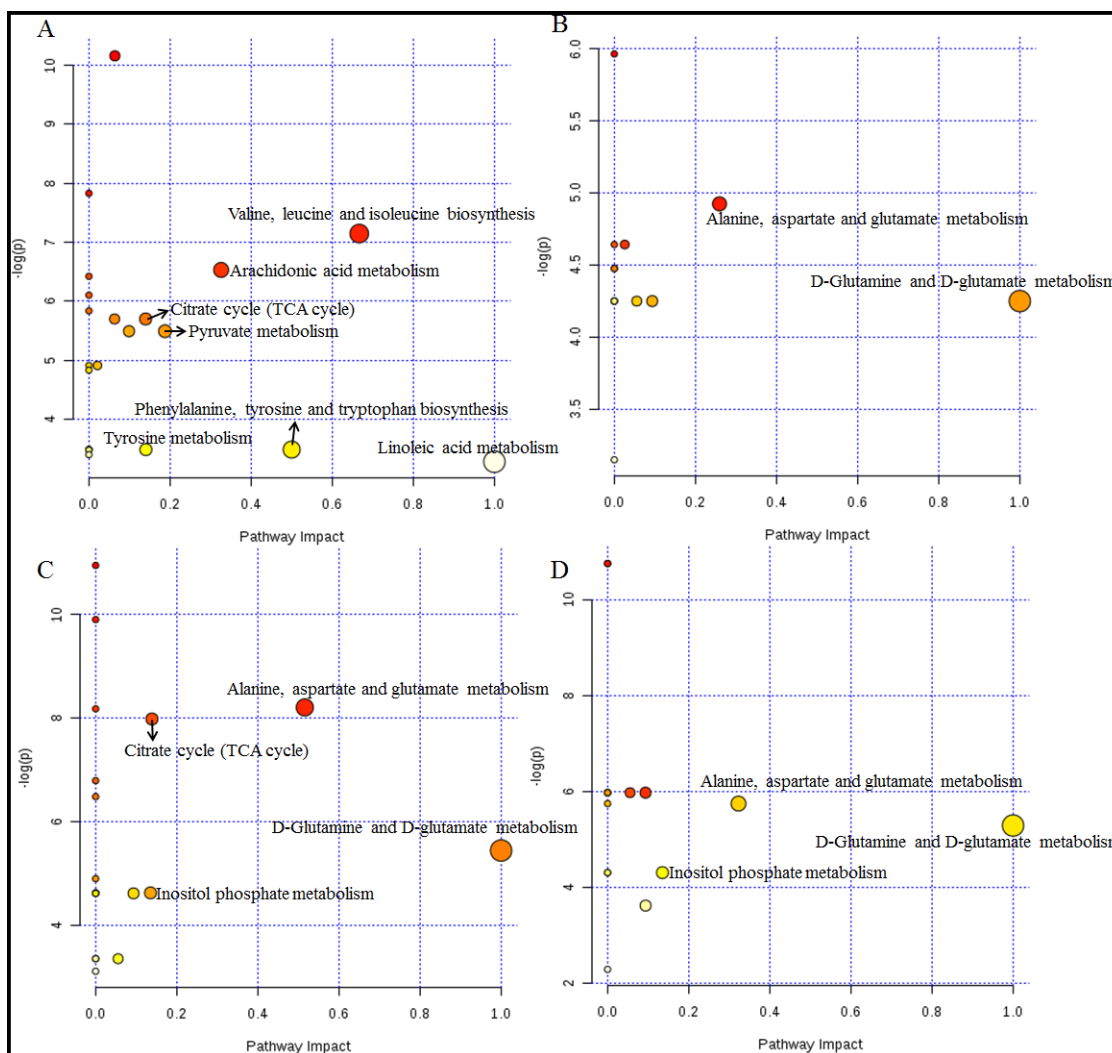 A
10
9
8
7
6
5
4
-log(p)
Valine, leucine and isoleucine biosynthesis
Arachidonic acid metabolism
Citrate cycle (TCA cycle)
Pyruvate metabolism
Phenylalanine, tyrosine and tryptophan biosynthesis
Tyrosine metabolism
Linoleic acid metabolism
0.0 0.2 0.4 0.6 0.8 1.0
Pathway Impact
B
6.0
5.5
5.0
4.5
4.0
3.5
-log(p)
Alanine, aspartate and glutamate metabolism
D-Glutamine and D-glutamate metabolism
0.0 0.2 0.4 0.6 0.8 1.0
Pathway Impact
C
10
8
6
4
-log(p)
Alanine, aspartate and glutamate metabolism
Citrate cycle (TCA cycle)
D-Glutamine and D-glutamate metabolism
Inositol phosphate metabolism
0.0 0.2 0.4 0.6 0.8 1.0
Pathway Impact
D
10
8
6
4
2
-log(p)
Alanine, aspartate and glutamate metabolism
D-Glutamine and D-glutamate metabolism
Inositol phosphate metabolism
0.0 0.2 0.4 0.6 0.8 1.0
Pathway Impact